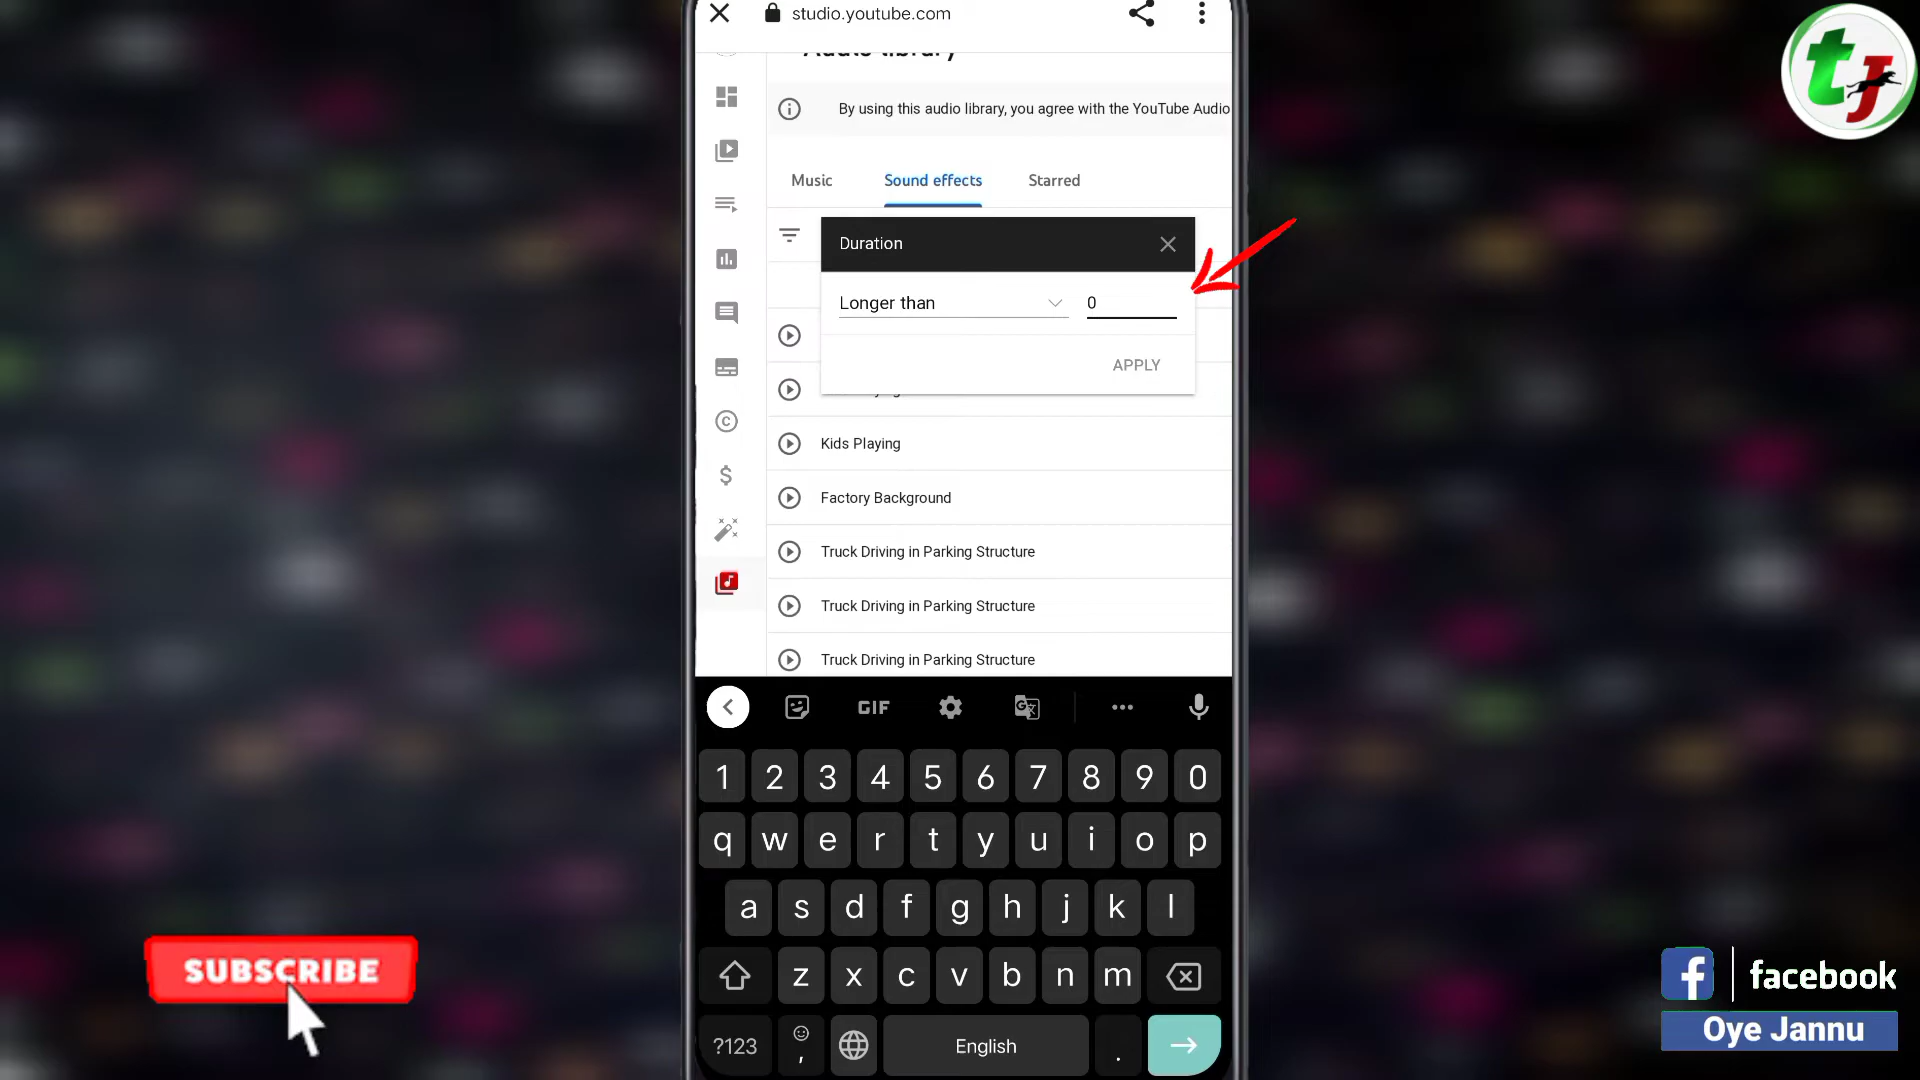 studio.youtube.com
Audio library
By using this audio library, you agree with the YouTube Audio
Music
Sound effects
Starred
Duration
Longer than
0
APPLY
Kids Playing
Factory Background
Truck Driving in Parking Structure
Truck Driving in Parking Structure
Truck Driving in Parking Structure
GIF
1 2 3 4 5 6 7 8 9 0
q w e r t y u i o p
a s d f g h j k l
z x c v b n m
?123 , English .
SUBSCRIBE
tJ
facebook
Oye Jannu